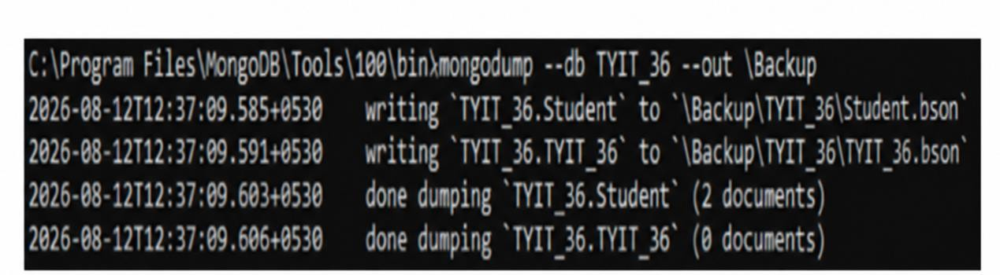 C:\Program Files\MongoDB\Tools\100\bin>mongodump --db TYIT_36 --out \Backup
2026-08-12T12:37:09.585+0530    writing `TYIT_36.Student` to `\Backup\TYIT_36\Student.bson`
2026-08-12T12:37:09.591+0530    writing `TYIT_36.TYIT_36` to `\Backup\TYIT_36\TYIT_36.bson`
2026-08-12T12:37:09.603+0530    done dumping `TYIT_36.Student` (2 documents)
2026-08-12T12:37:09.606+0530    done dumping `TYIT_36.TYIT_36` (0 documents)